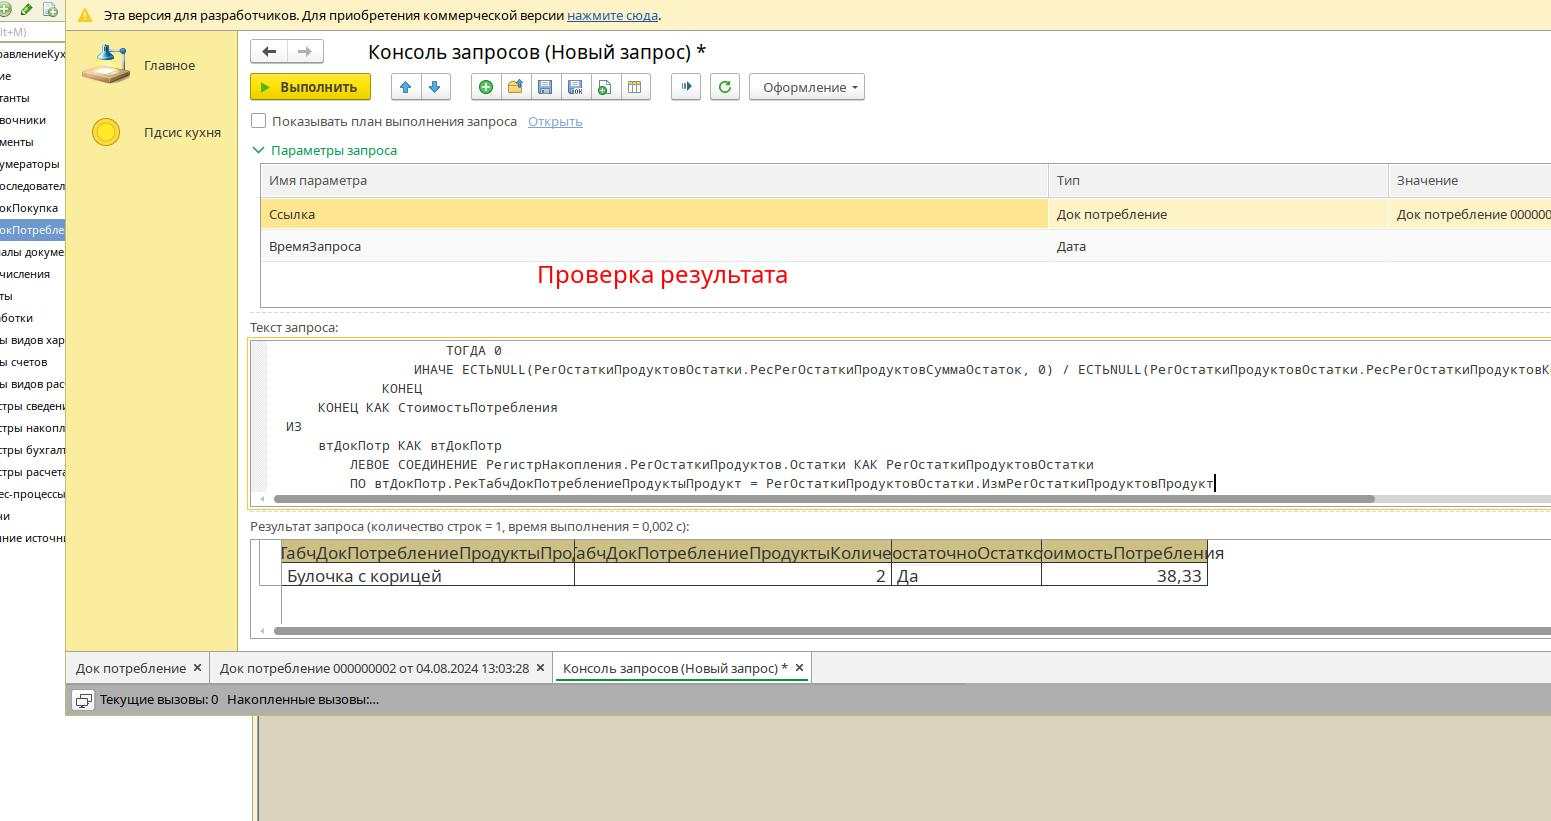 Эта версия для разработчиков. Для приобретения коммерческой версии нажмите сюда.
lt+M)
равлениеКух
ие
танты
вочники
менты
умераторы
оследовател
окПокупка
окПотребле
алы докуме
числения
ты
ботки
ы видов хар
ы счетов
ы видов рас
стры сведени
стры накопл
стры бухгалт
стры расчета
ес-процессы
чи
ние источни
Главное
Пдсис кухня
Консоль запросов (Новый запрос) *
Выполнить
Оформление
Показывать план выполнения запроса Открыть
Параметры запроса
Имя параметра Тип Значение
Ссылка Док потребление Док потребление 000000
ВремяЗапроса Дата
Проверка результата
Текст запроса:
ТОГДА 0
ИНАЧЕ ЕСТЬNULL(РегОстаткиПродуктовОстатки.РесРегОстаткиПродуктовСуммаОстаток, 0) / ЕСТЬNULL(РегОстаткиПродуктовОстатки.РесРегОстаткиПродуктовК
КОНЕЦ
КОНЕЦ КАК СтоимостьПотребления
ИЗ
втДокПотр КАК втДокПотр
ЛЕВОЕ СОЕДИНЕНИЕ РегистрНакопления.РегОстаткиПродуктов.Остатки КАК РегОстаткиПродуктовОстатки
ПО втДокПотр.РекТабчДокПотреблениеПродуктыПродукт = РегОстаткиПродуктовОстатки.ИзмРегОстаткиПродуктовПродукт
Результат запроса (количество строк = 1, время выполнения = 0,002 с):
ТабчДокПотреблениеПродуктыПро абчДокПотреблениеПродуктыКоличе остаточноОстатк оимостьПотребления
Булочка с корицей 2 Да 38,33
Док потребление × Док потребление 000000002 от 04.08.2024 13:03:28 × Консоль запросов (Новый запрос) * ×
Текущие вызовы: 0 Накопленные вызовы:...